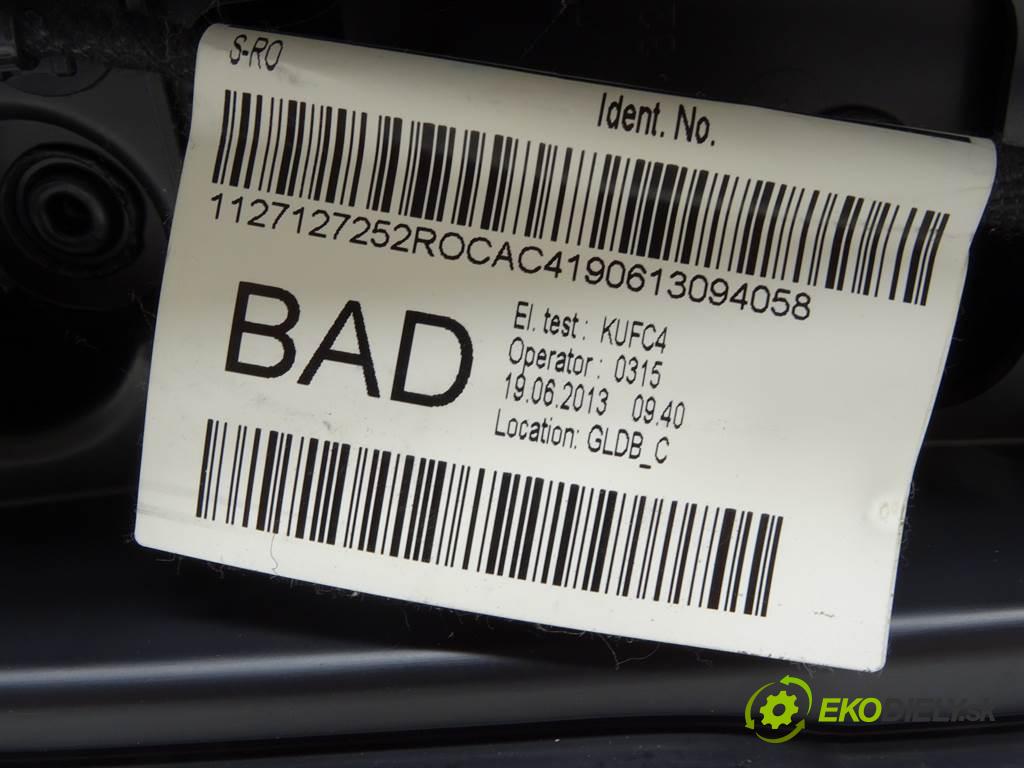 S-RO
Ident. No.
1127127252ROCAC4190613094058
BAD
El. test : KUFC4
Operator : 0315
19.06.2013 09.40
Location: GLDB_C
EKODIELY.sk